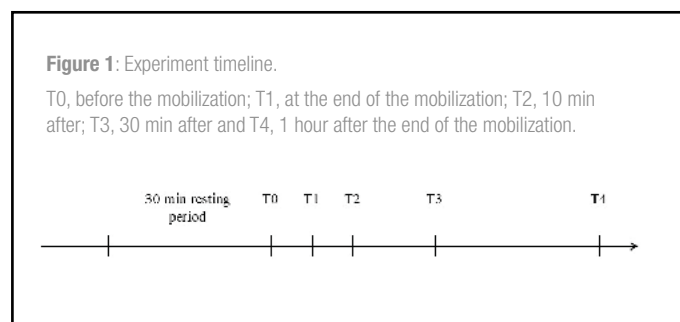 Figure 1: Experiment timeline.
T0, before the mobilization; T1, at the end of the mobilization; T2, 10 min
after; T3, 30 min after and T4, 1 hour after the end of the mobilization.
30 min resting T0 T1 T2 T3 T4
period